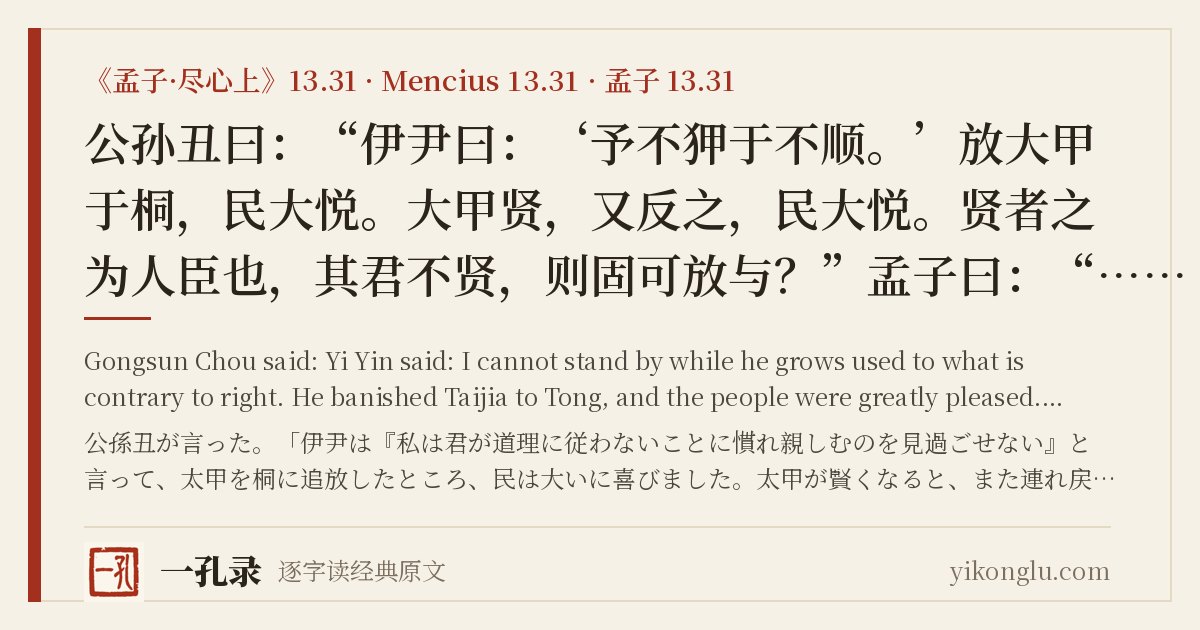 《孟子·尽心上》13.31 · Mencius 13.31 · 孟子 13.31
公孙丑曰：“伊尹曰：‘予不狎于不顺。’放大甲
于桐，民大悦。大甲贤，又反之，民大悦。贤者之
为人臣也，其君不贤，则固可放与？”孟子曰：“……
Gongsun Chou said: Yi Yin said: I cannot stand by while he grows used to what is
contrary to right. He banished Taijia to Tong, and the people were greatly pleased....
公孫丑が言った。「伊尹は『私は君が道理に従わないことに慣れ親しむのを見過ごせない』と
言って、太甲を桐に追放したところ、民は大いに喜びました。太甲が賢くなると、また連れ戻…
一孔
一孔录 逐字读经典原文
yikonglu.com